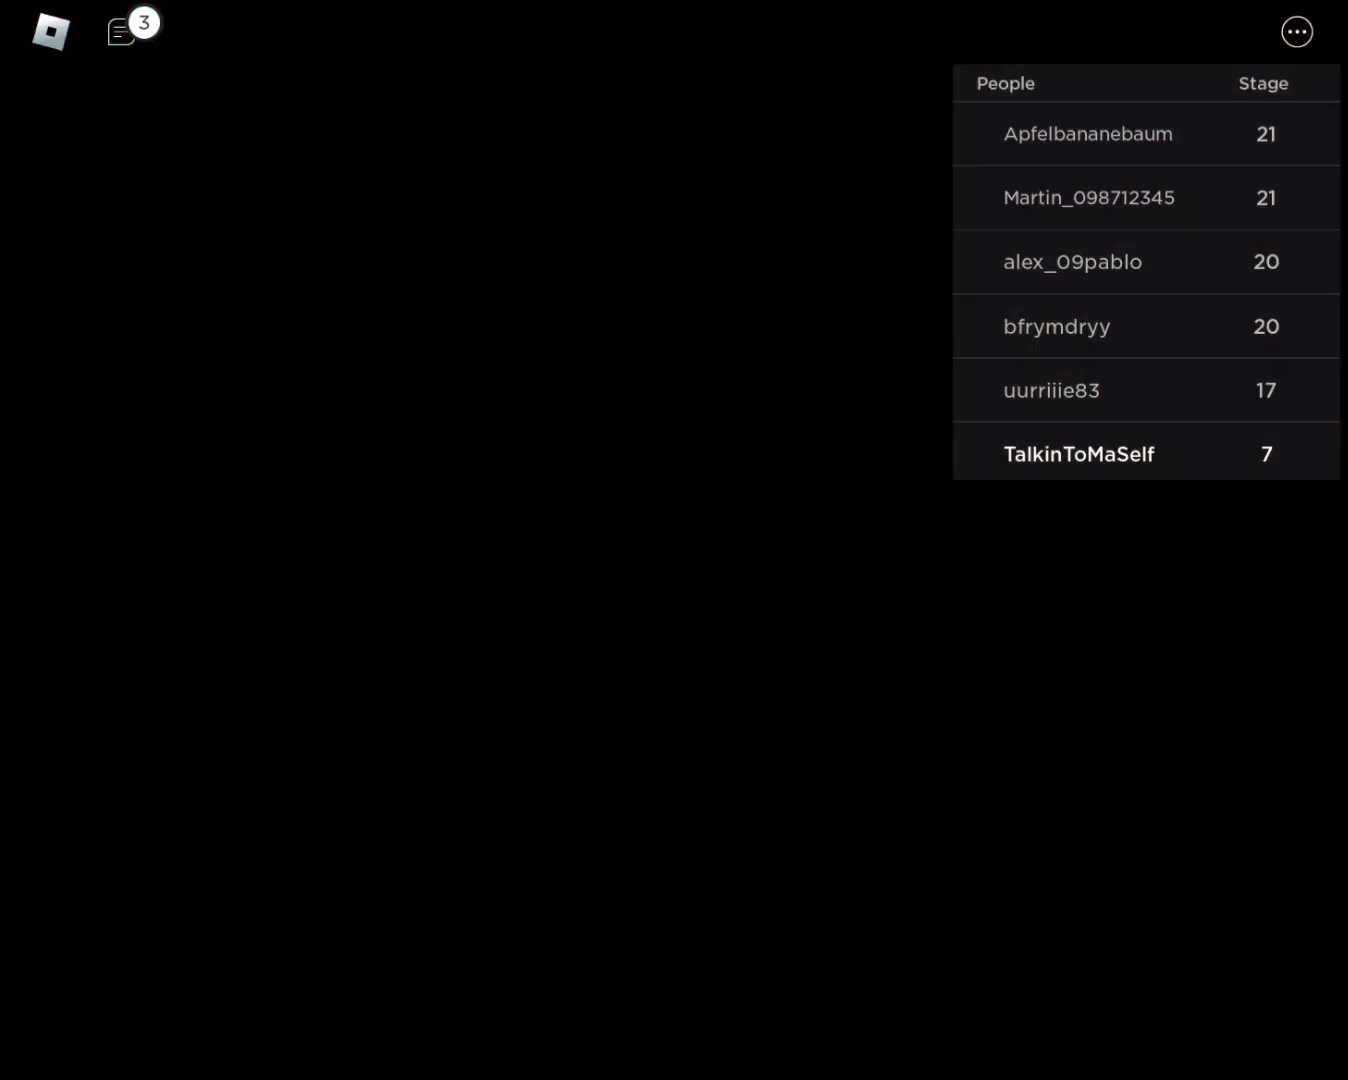 3
People Stage
Apfelbananebaum 21
Martin_098712345 21
alex_09pablo 20
bfrymdryy 20
uurriiie83 17
TalkinToMaSelf 7